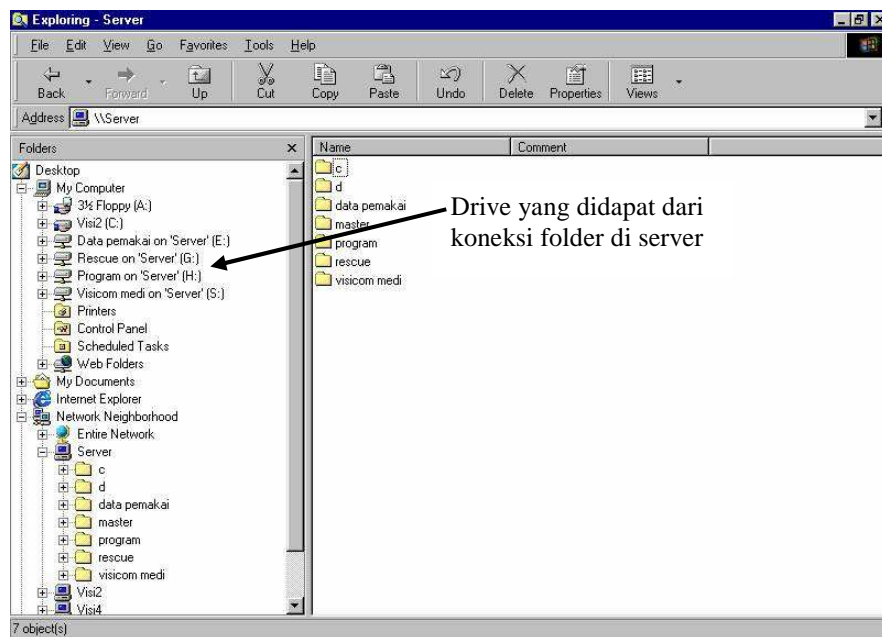 Exploring - Server
File Edit View Go Favorites Tools Help
Back Forward Up Cut Copy Paste Undo Delete Properties Views
Address \\Server
Folders
Desktop
My Computer
3½ Floppy (A:)
Visi2 (C:)
Data pemakai on 'Server' (E:)
Rescue on 'Server' (G:)
Program on 'Server' (H:)
Visicom medi on 'Server' (S:)
Printers
Control Panel
Scheduled Tasks
Web Folders
My Documents
Internet Explorer
Network Neighborhood
Entire Network
Server
c
d
data pemakai
master
program
rescue
visicom medi
Visi2
Visi4
Name Comment
c
d
data pemakai
master
program
rescue
visicom medi
Drive yang didapat dari
koneksi folder di server
7 object(s)